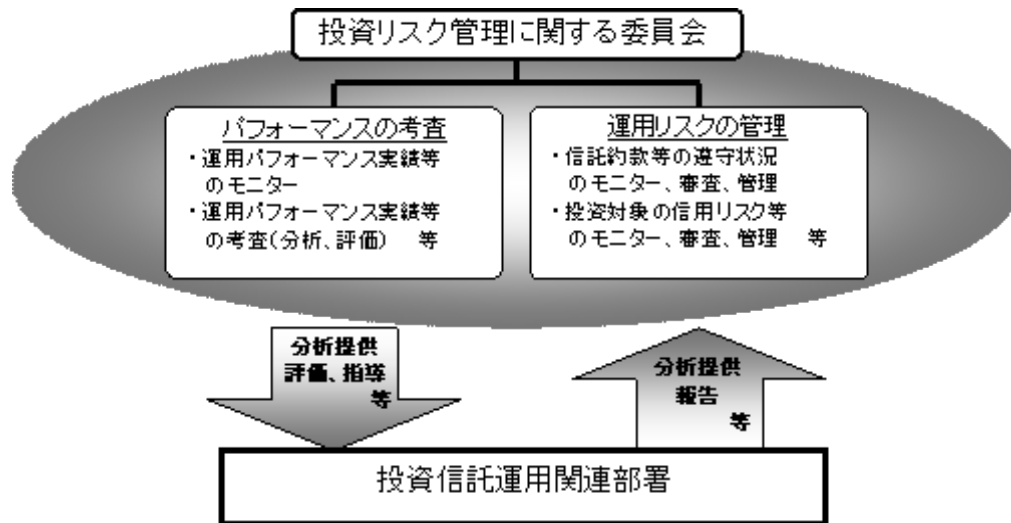 投資リスク管理に関する委員会
パフォーマンスの考査
・運用パフォーマンス実績等
のモニター
・運用パフォーマンス実績等
の考査(分析、評価) 等
運用リスクの管理
・信託約款等の遵守状況
のモニター、審査、管理
・投資対象の信用リスク等
のモニター、審査、管理 等
分析提供
評価、指導
等
分析提供
報告
等
投資信託運用関連部署